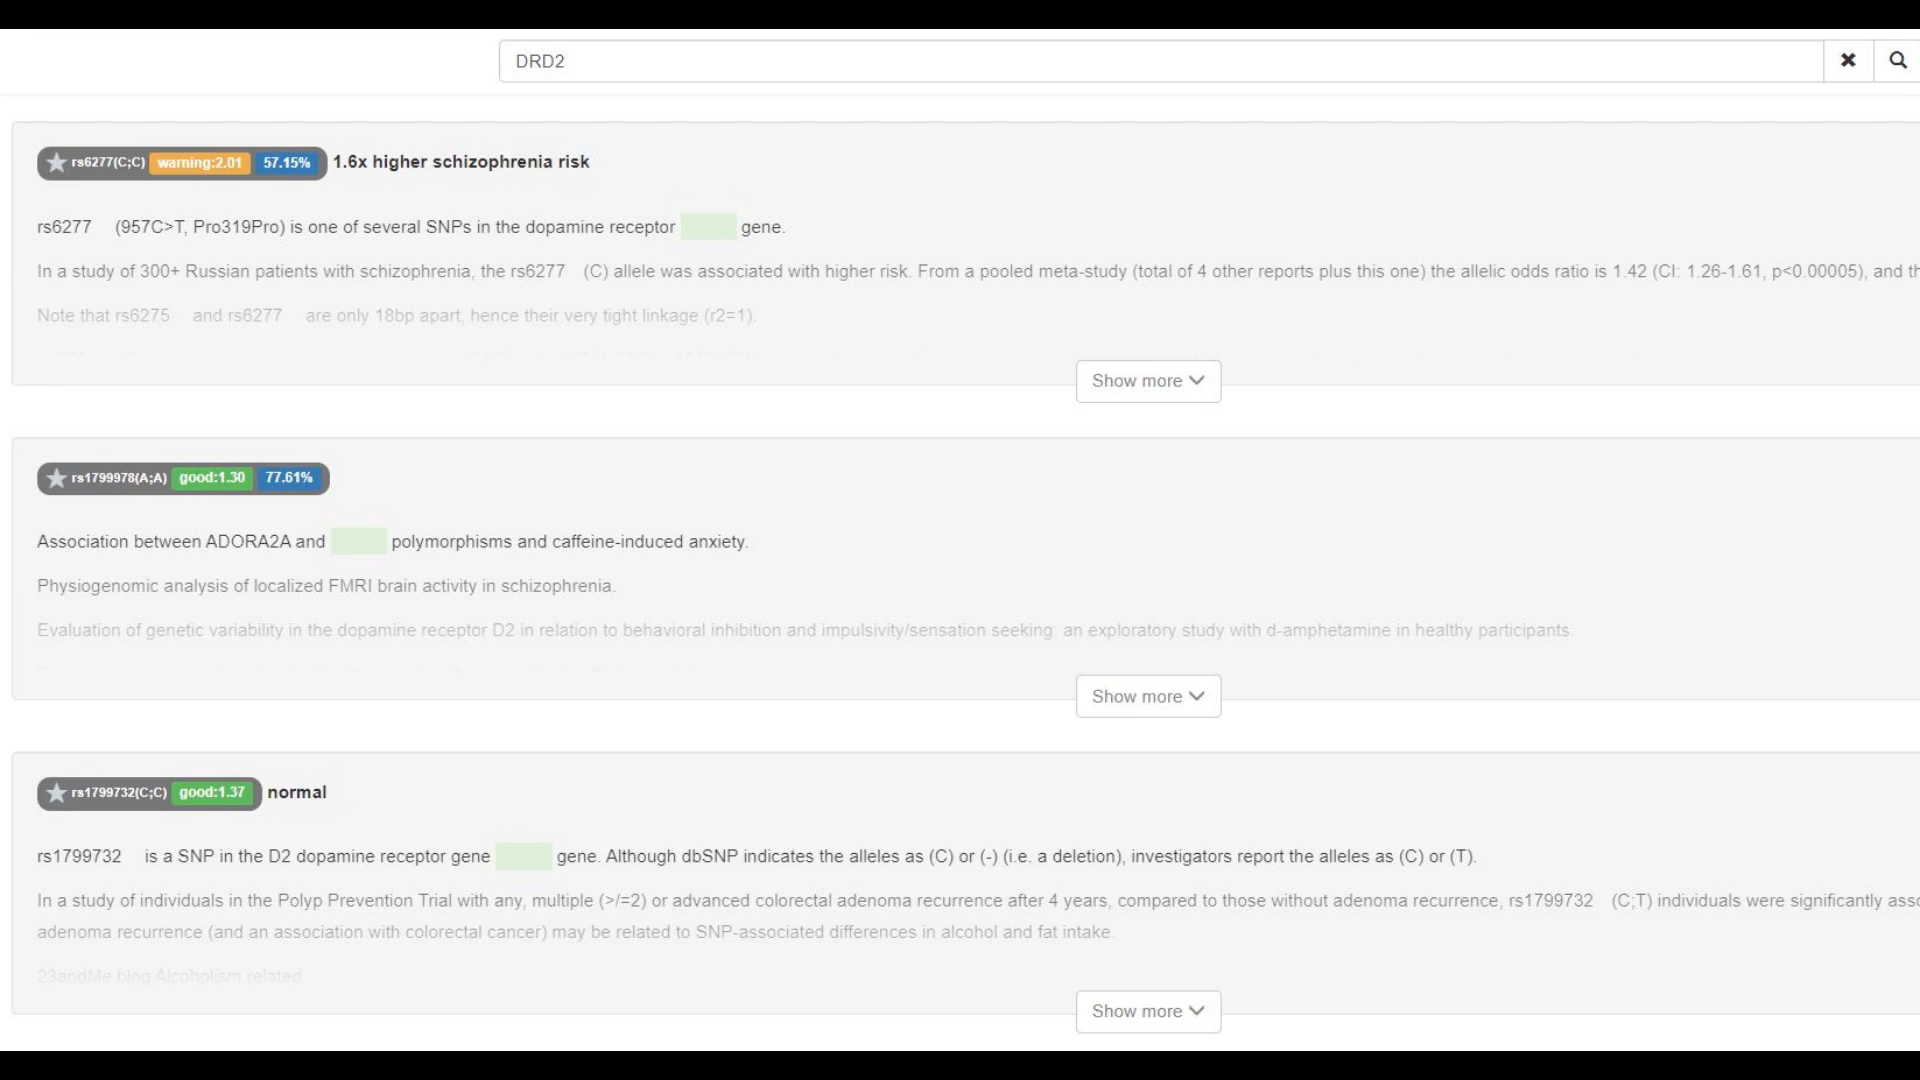 DRD2
rs6277(C;C) warning:2.01 57.15% 1.6x higher schizophrenia risk
rs6277 (957C>T, Pro319Pro) is one of several SNPs in the dopamine receptor gene.
In a study of 300+ Russian patients with schizophrenia, the rs6277 (C) allele was associated with higher risk. From a pooled meta-study (total of 4 other reports plus this one) the allelic odds ratio is 1.42 (CI: 1.26-1.61, p<0.00005), and th
Note that rs6275 and rs6277 are only 18bp apart, hence their very tight linkage (r2=1).
Show more
rs1799978(A;A) good:1.30 77.61%
Association between ADORA2A and polymorphisms and caffeine-induced anxiety.
Physiogenomic analysis of localized FMRI brain activity in schizophrenia.
Evaluation of genetic variability in the dopamine receptor D2 in relation to behavioral inhibition and impulsivity/sensation seeking: an exploratory study with d-amphetamine in healthy participants.
Show more
rs1799732(C;C) good:1.37 normal
rs1799732 is a SNP in the D2 dopamine receptor gene gene. Although dbSNP indicates the alleles as (C) or (-) (i.e. a deletion), investigators report the alleles as (C) or (T).
In a study of individuals in the Polyp Prevention Trial with any, multiple (>/=2) or advanced colorectal adenoma recurrence after 4 years, compared to those without adenoma recurrence, rs1799732 (C;T) individuals were significantly asso
adenoma recurrence (and an association with colorectal cancer) may be related to SNP-associated differences in alcohol and fat intake.
23andMe blog Alcoholism related
Show more